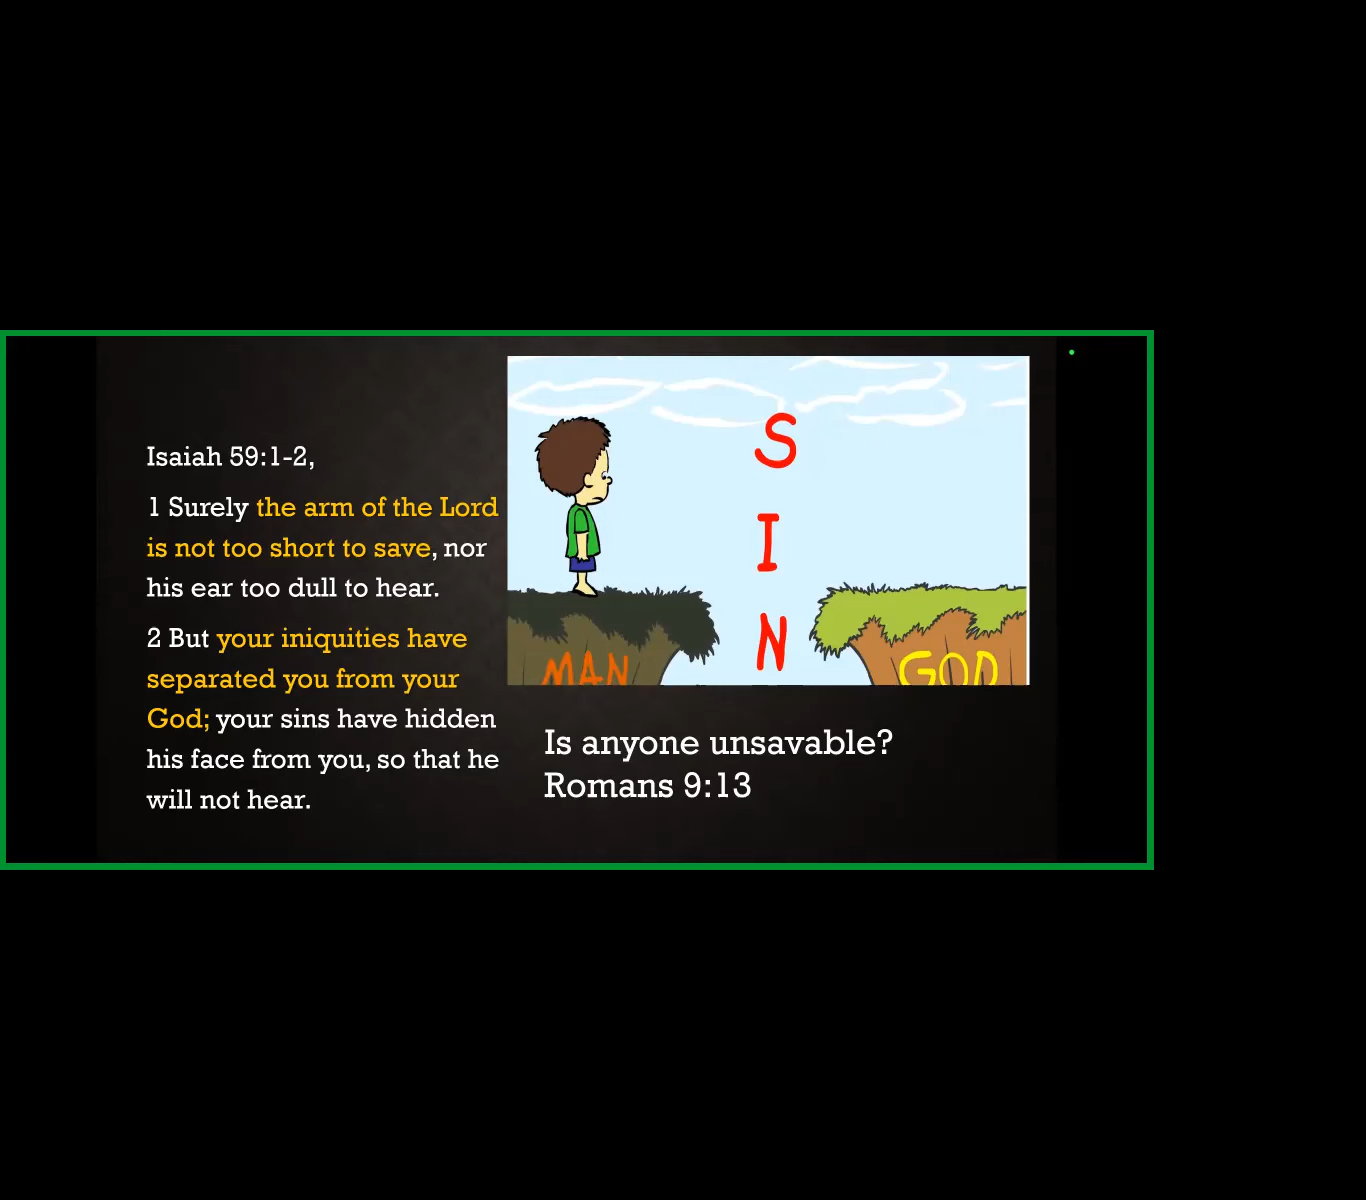 Isaiah 59:1-2,
1 Surely the arm of the Lord
is not too short to save, nor
his ear too dull to hear.
2 But your iniquities have
separated you from your
God; your sins have hidden
his face from you, so that he
will not hear.
S
I
N
MAN
GOD
Is anyone unsavable?
Romans 9:13